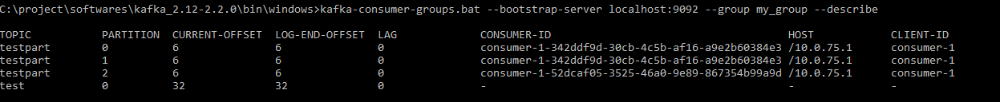 C:\project\softwares\kafka_2.12-2.2.0\bin\windows>kafka-consumer-groups.bat --bootstrap-server localhost:9092 --group my_group --describe
TOPIC PARTITION CURRENT-OFFSET LOG-END-OFFSET LAG CONSUMER-ID HOST CLIENT-ID
testpart 0 6 6 0 consumer-1-342ddf9d-30cb-4c5b-af16-a9e2b60384e3 /10.0.75.1 consumer-1
testpart 1 6 6 0 consumer-1-342ddf9d-30cb-4c5b-af16-a9e2b60384e3 /10.0.75.1 consumer-1
testpart 2 6 6 0 consumer-1-52dcaf05-3525-46a0-9e89-867354b99a9d /10.0.75.1 consumer-1
test 0 32 32 0 - - -